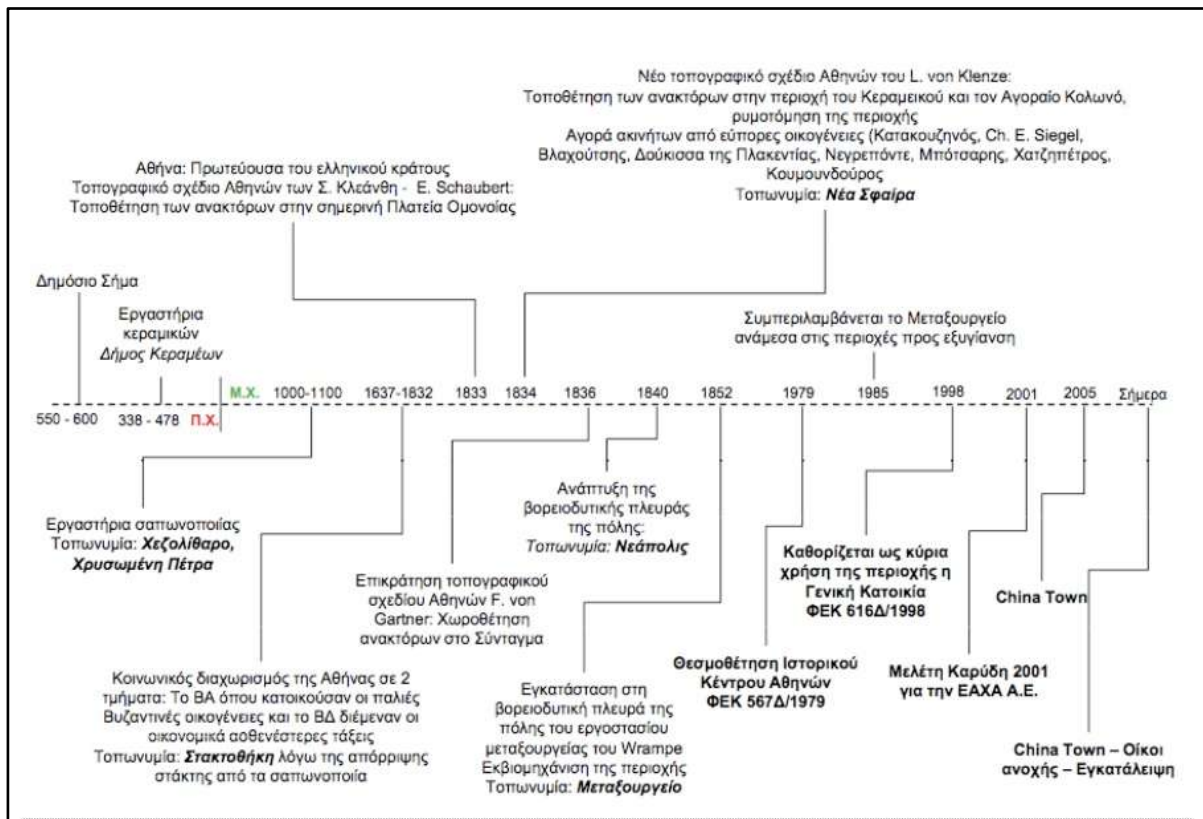 Νέο τοπογραφικό σχέδιο Αθηνών του L. von Klenze:
Τοποθέτηση των ανακτόρων στην περιοχή του Κεραμεικού και τον Αγοραίο Κολωνό,
ρυμοτόμηση της περιοχής
Αγορά ακινήτων από εύπορες οικογένειες (Κατακουζηνός, Ch. E. Siegel,
Βλαχούτσης, Δούκισσα της Πλακεντίας, Νεγρεπόντε, Μπότσαρης, Χατζηπέτρος,
Κουμουνδούρος
Τοπωνυμία: Νέα Σφαίρα
Αθήνα: Πρωτεύουσα του ελληνικού κράτους
Τοπογραφικό σχέδιο Αθηνών των Σ. Κλεάνθη - E. Schaubert:
Τοποθέτηση των ανακτόρων στην σημερινή Πλατεία Ομονοίας
Δημόσιο Σήμα
Εργαστήρια
κεραμικών
Δήμος Κεραμέων
Συμπεριλαμβάνεται το Μεταξουργείο
ανάμεσα στις περιοχές προς εξυγίανση
Μ.Χ. 1000-1100 1637-1832 1833 1834 1836 1840 1852 1979 1985 1998 2001 2005 Σήμερα
550 - 600 338 - 478 Π.Χ.
Εργαστήρια σαπωνοποιίας
Τοπωνυμία: Χεζολίθαρο,
Χρυσωμένη Πέτρα
Ανάπτυξη της
βορειοδυτικής πλευράς
της πόλης:
Τοπωνυμία: Νεάπολις
Επικράτηση τοπογραφικού
σχεδίου Αθηνών F. von
Gartner: Χωροθέτηση
ανακτόρων στο Σύνταγμα
Καθορίζεται ως κύρια
χρήση της περιοχής η
Γενική Κατοικία
ΦΕΚ 616Δ/1998
China Town
Κοινωνικός διαχωρισμός της Αθήνας σε 2
τμήματα: Το ΒΑ όπου κατοικούσαν οι παλιές
Βυζαντινές οικογένειες και το ΒΔ διέμεναν οι
οικονομικά ασθενέστερες τάξεις
Τοπωνυμία: Στακτοθήκη λόγω της απόρριψης
στάκτης από τα σαπωνοποιία
Εγκατάσταση στη
βορειοδυτική πλευρά της
πόλης του εργοστασίου
μεταξουργείας του Wrampe
Εκβιομηχάνιση της περιοχής
Τοπωνυμία: Μεταξουργείο
Θεσμοθέτηση Ιστορικού
Κέντρου Αθηνών
ΦΕΚ 567Δ/1979
Μελέτη Καρύδη 2001
για την ΕΑΧΑ Α.Ε.
China Town – Οίκοι
ανοχής – Εγκατάλειψη